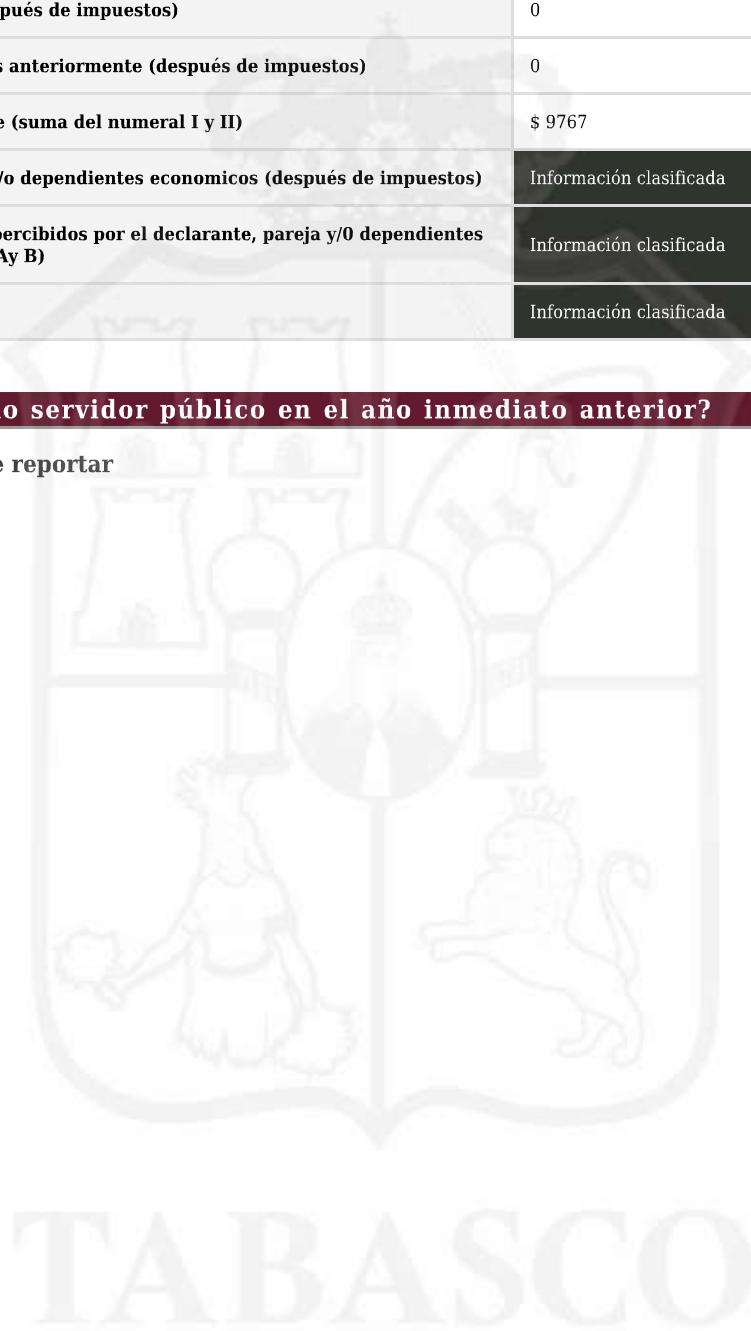 pués de impuestos) 0
s anteriormente (después de impuestos) 0
e (suma del numeral I y II) $ 9767
/o dependientes economicos (después de impuestos) Información clasificada
percibidos por el declarante, pareja y/0 dependientes Información clasificada
Ay B)
Información clasificada
lo servidor público en el año inmediato anterior?
e reportar
TABASCO